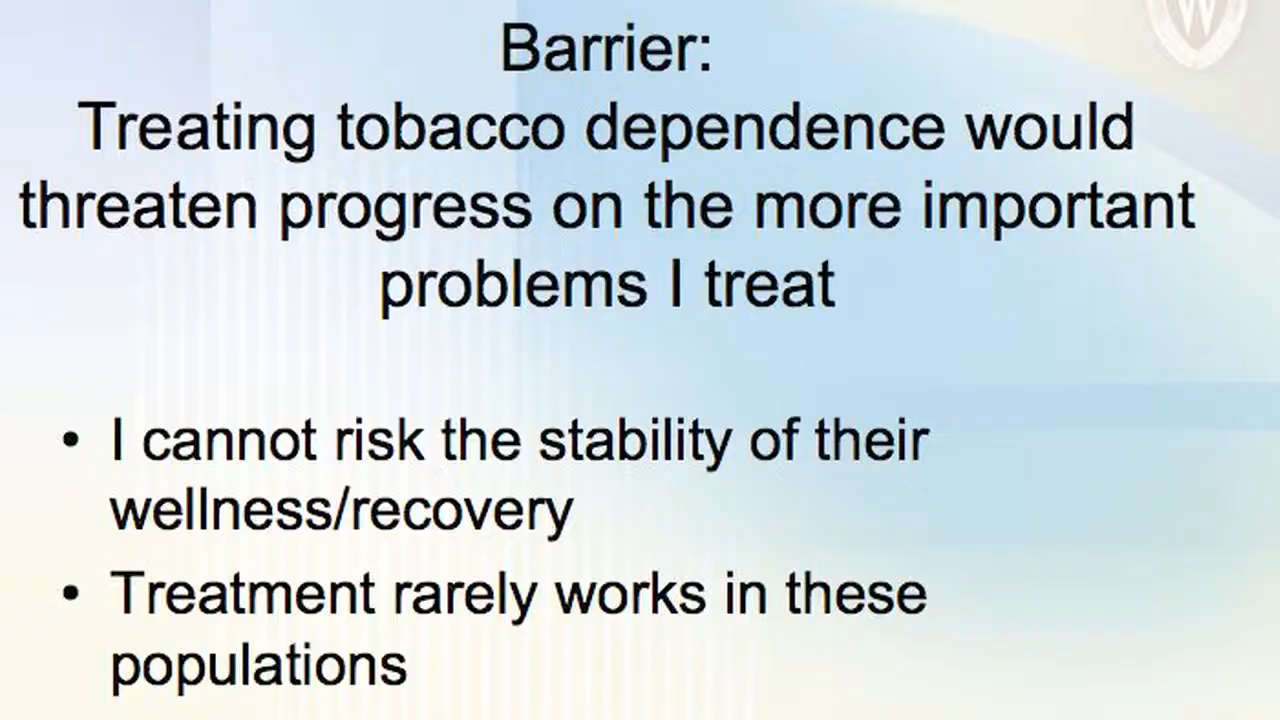 W
Barrier:
Treating tobacco dependence would
threaten progress on the more important
problems I treat
• I cannot risk the stability of their
wellness/recovery
• Treatment rarely works in these
populations